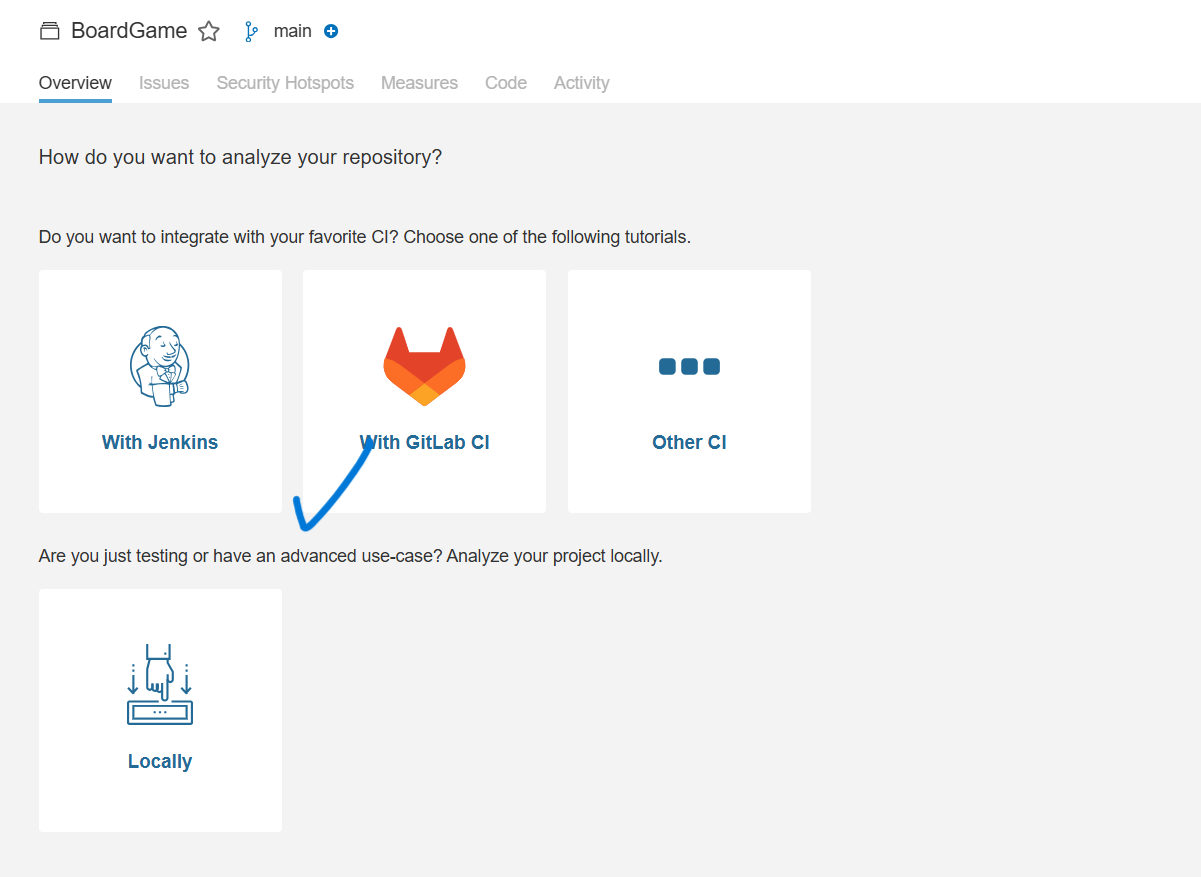 BoardGame main
Overview Issues Security Hotspots Measures Code Activity
How do you want to analyze your repository?
Do you want to integrate with your favorite CI? Choose one of the following tutorials.
With Jenkins With GitLab CI Other CI
Are you just testing or have an advanced use-case? Analyze your project locally.
Locally